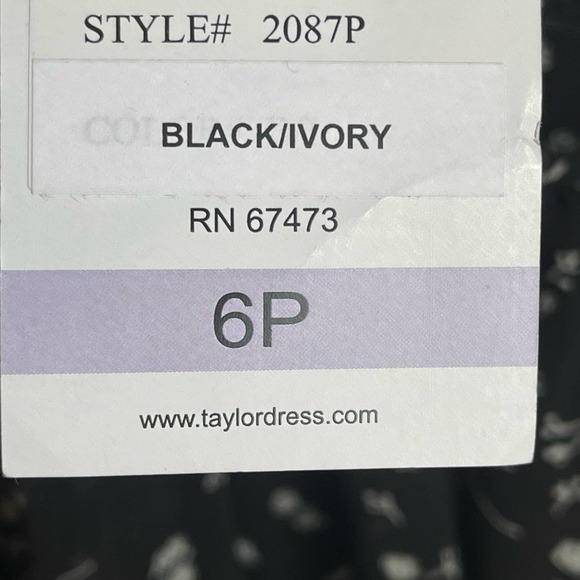 STYLE# 2087P
BLACK/IVORY
RN 67473
6P
www.taylordress.com